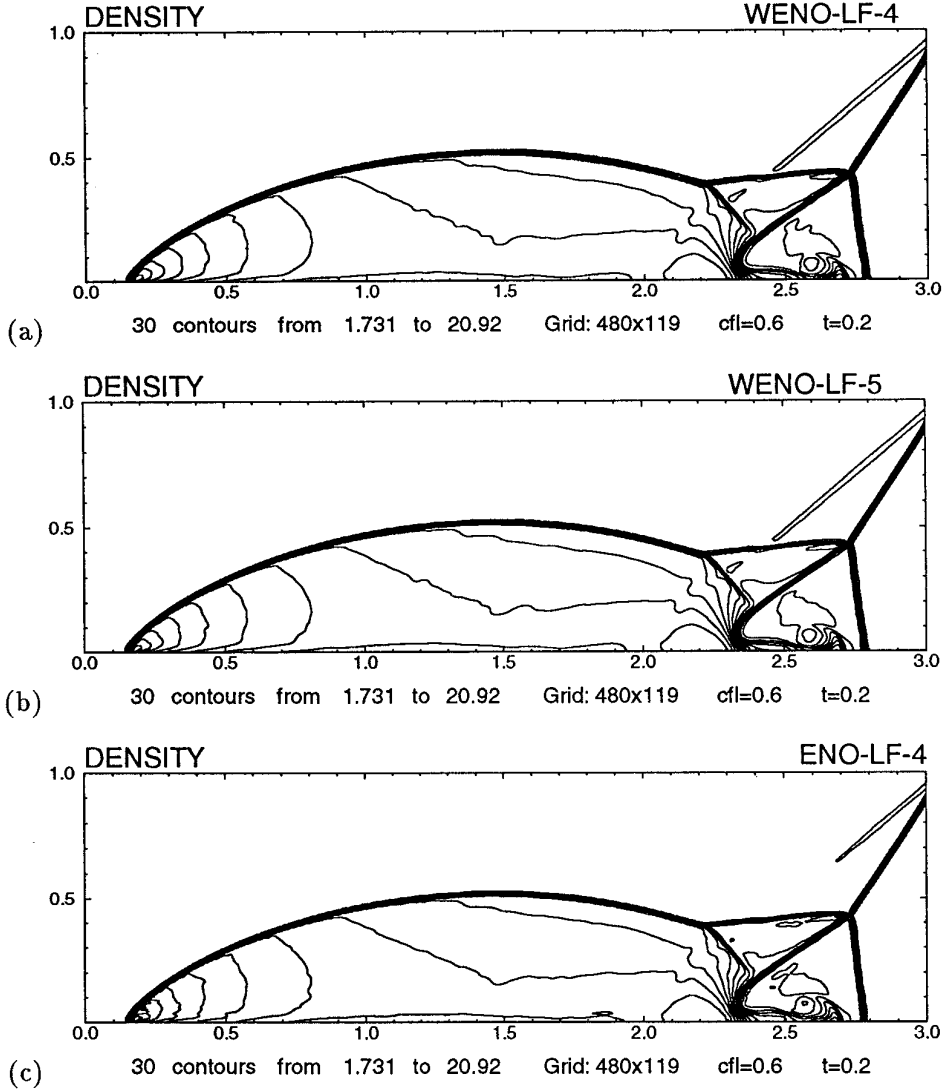 DENSITY WENO-LF-4
1.0
0.5
0.0 0.5 1.0 1.5 2.0 2.5 3.0
(a) 30 contours from 1.731 to 20.92 Grid: 480x119 cfl=0.6 t=0.2
DENSITY WENO-LF-5
1.0
0.5
0.0 0.5 1.0 1.5 2.0 2.5 3.0
(b) 30 contours from 1.731 to 20.92 Grid: 480x119 cfl=0.6 t=0.2
DENSITY ENO-LF-4
1.0
0.5
0.0 0.5 1.0 1.5 2.0 2.5 3.0
(c) 30 contours from 1.731 to 20.92 Grid: 480x119 cfl=0.6 t=0.2